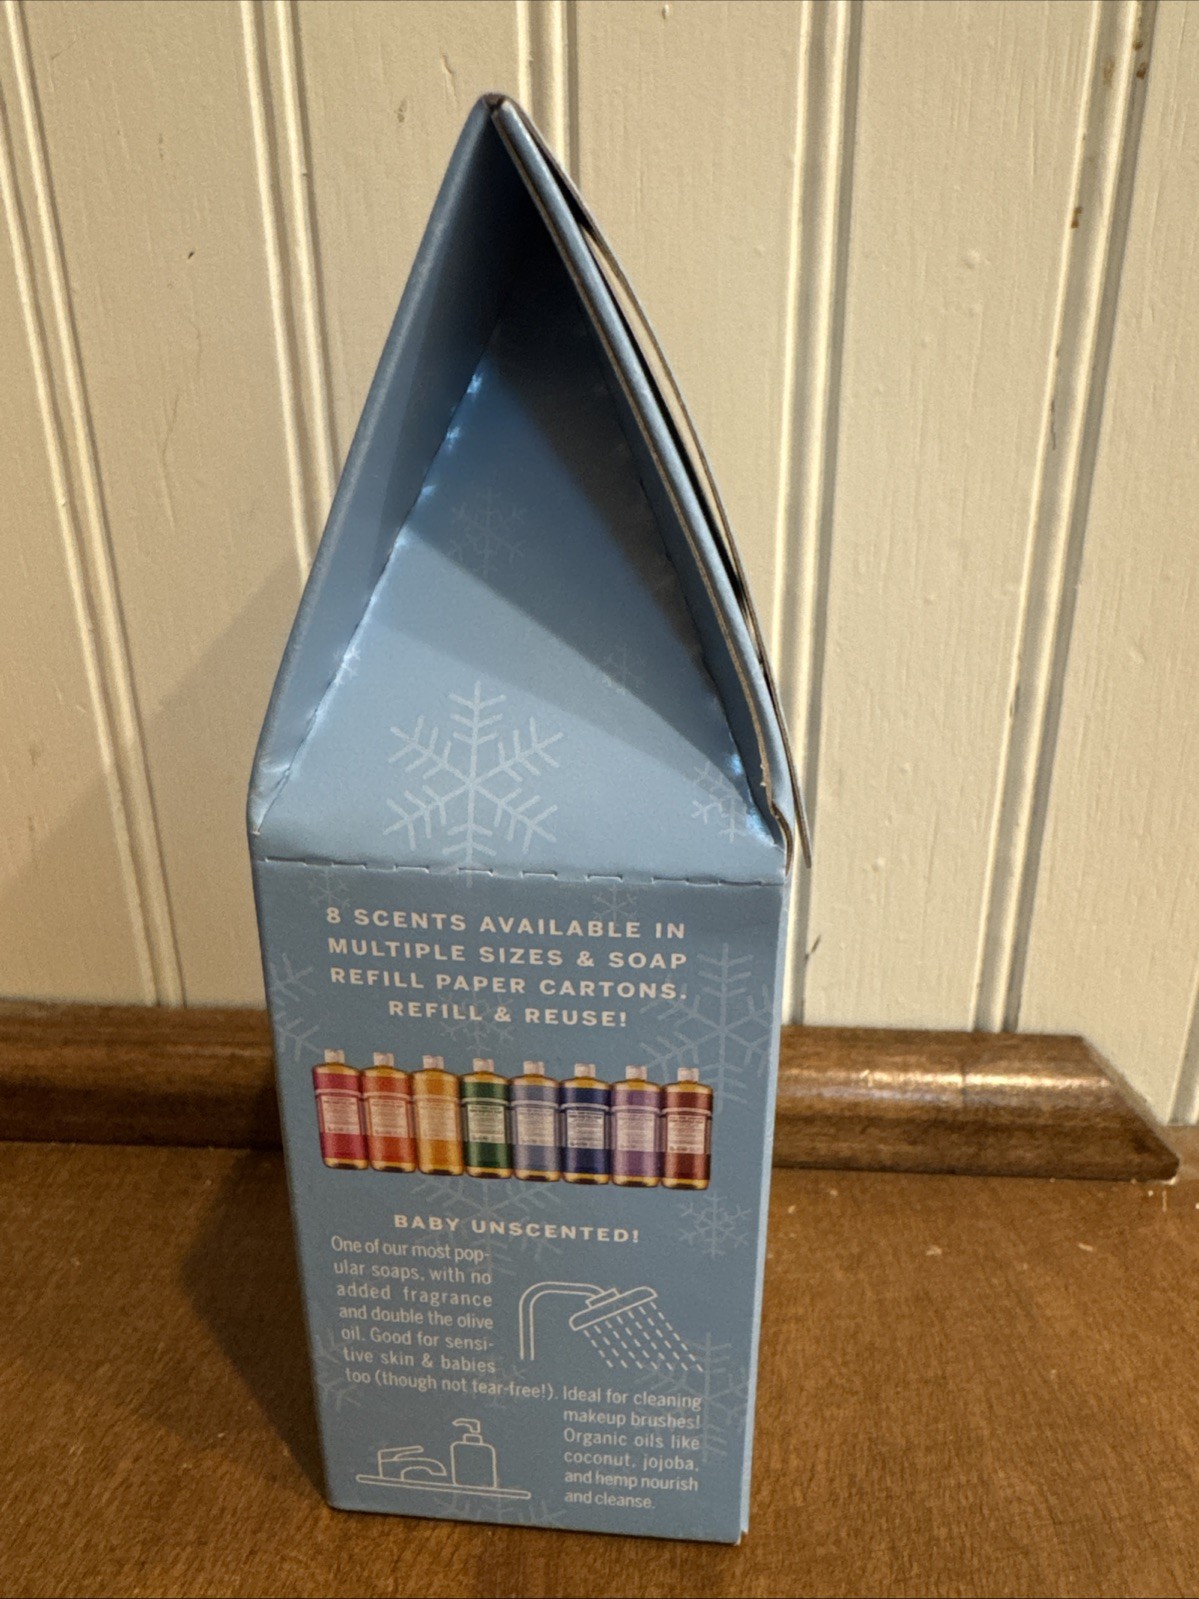 8 SCENTS AVAILABLE IN
MULTIPLE SIZES & SOAP
REFILL PAPER CARTONS.
REFILL & REUSE!
BABY UNSCENTED!
One of our most pop-
ular soaps, with no
added fragrance
and double the olive
oil. Good for sensi-
tive skin & babies
too (though not tear-free!). Ideal for cleaning
makeup brushes!
Organic oils like
coconut, jojoba,
and hemp nourish
and cleanse.